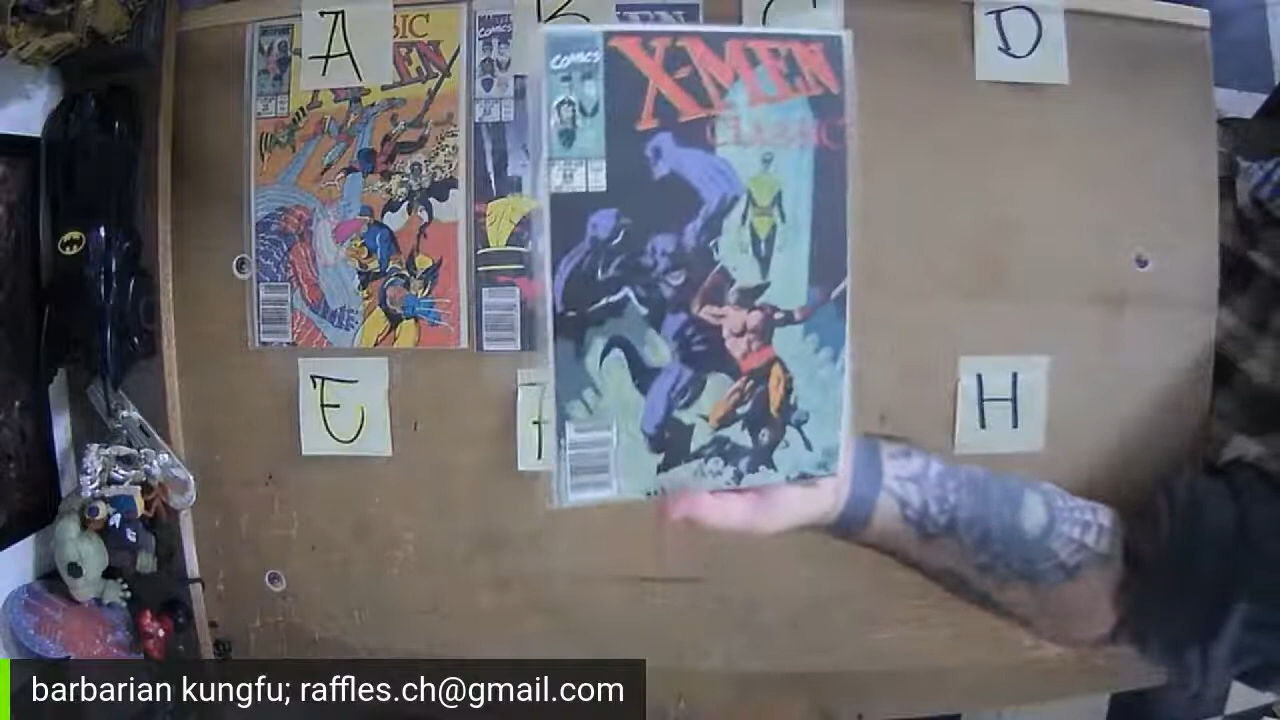 A
D
MARVEL
COMICS
COMICS
X-MEN
CLASSIC
E
H
barbarian kungfu; raffles.ch@gmail.com